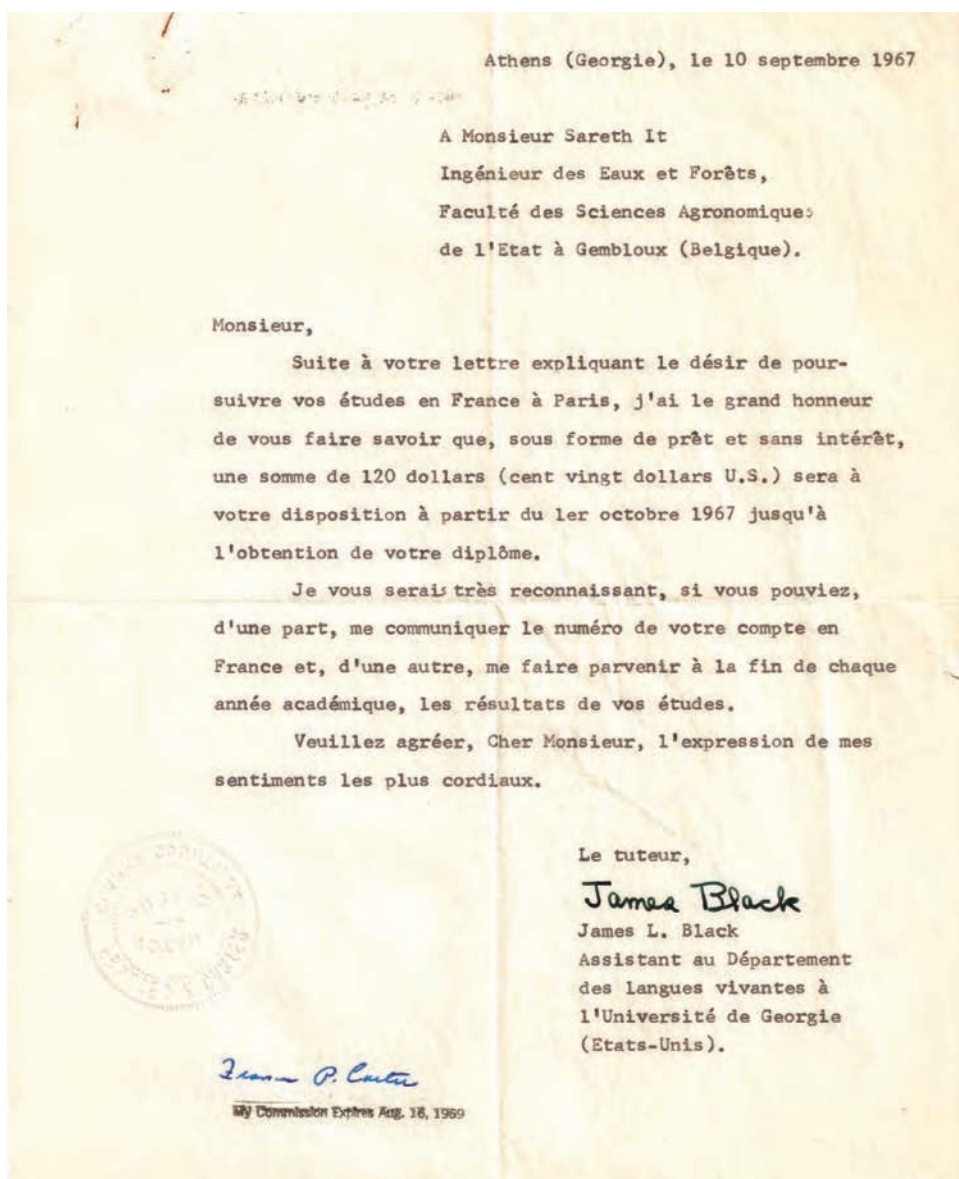 Athens (Georgie), le 10 septembre 1967
A Monsieur Sareth It
Ingénieur des Eaux et Forêts,
Faculté des Sciences Agronomiques
de l'Etat à Gembloux (Belgique).
Monsieur,
Suite à votre lettre expliquant le désir de pour-
suivre vos études en France à Paris, j'ai le grand honneur
de vous faire savoir que, sous forme de prêt et sans intérêt,
une somme de 120 dollars (cent vingt dollars U.S.) sera à
votre disposition à partir du 1er octobre 1967 jusqu'à
l'obtention de votre diplôme.
Je vous serais très reconnaissant, si vous pouviez,
d'une part, me communiquer le numéro de votre compte en
France et, d'une autre, me faire parvenir à la fin de chaque
année académique, les résultats de vos études.
Veuillez agréer, Cher Monsieur, l'expression de mes
sentiments les plus cordiaux.
Le tuteur,
James Black
James L. Black
Assistant au Département
des langues vivantes à
l'Université de Georgie
(Etats-Unis).
P. Carter
My Commission Expires Aug. 16, 1969